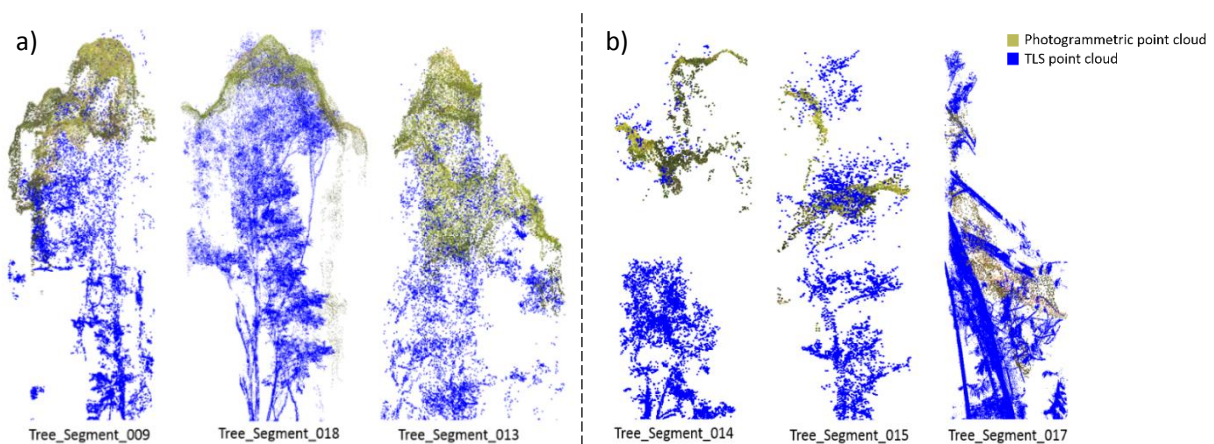 a)
b)
Photogrammetric point cloud
TLS point cloud
Tree_Segment_009
Tree_Segment_018
Tree_Segment_013
Tree_Segment_014
Tree_Segment_015
Tree_Segment_017